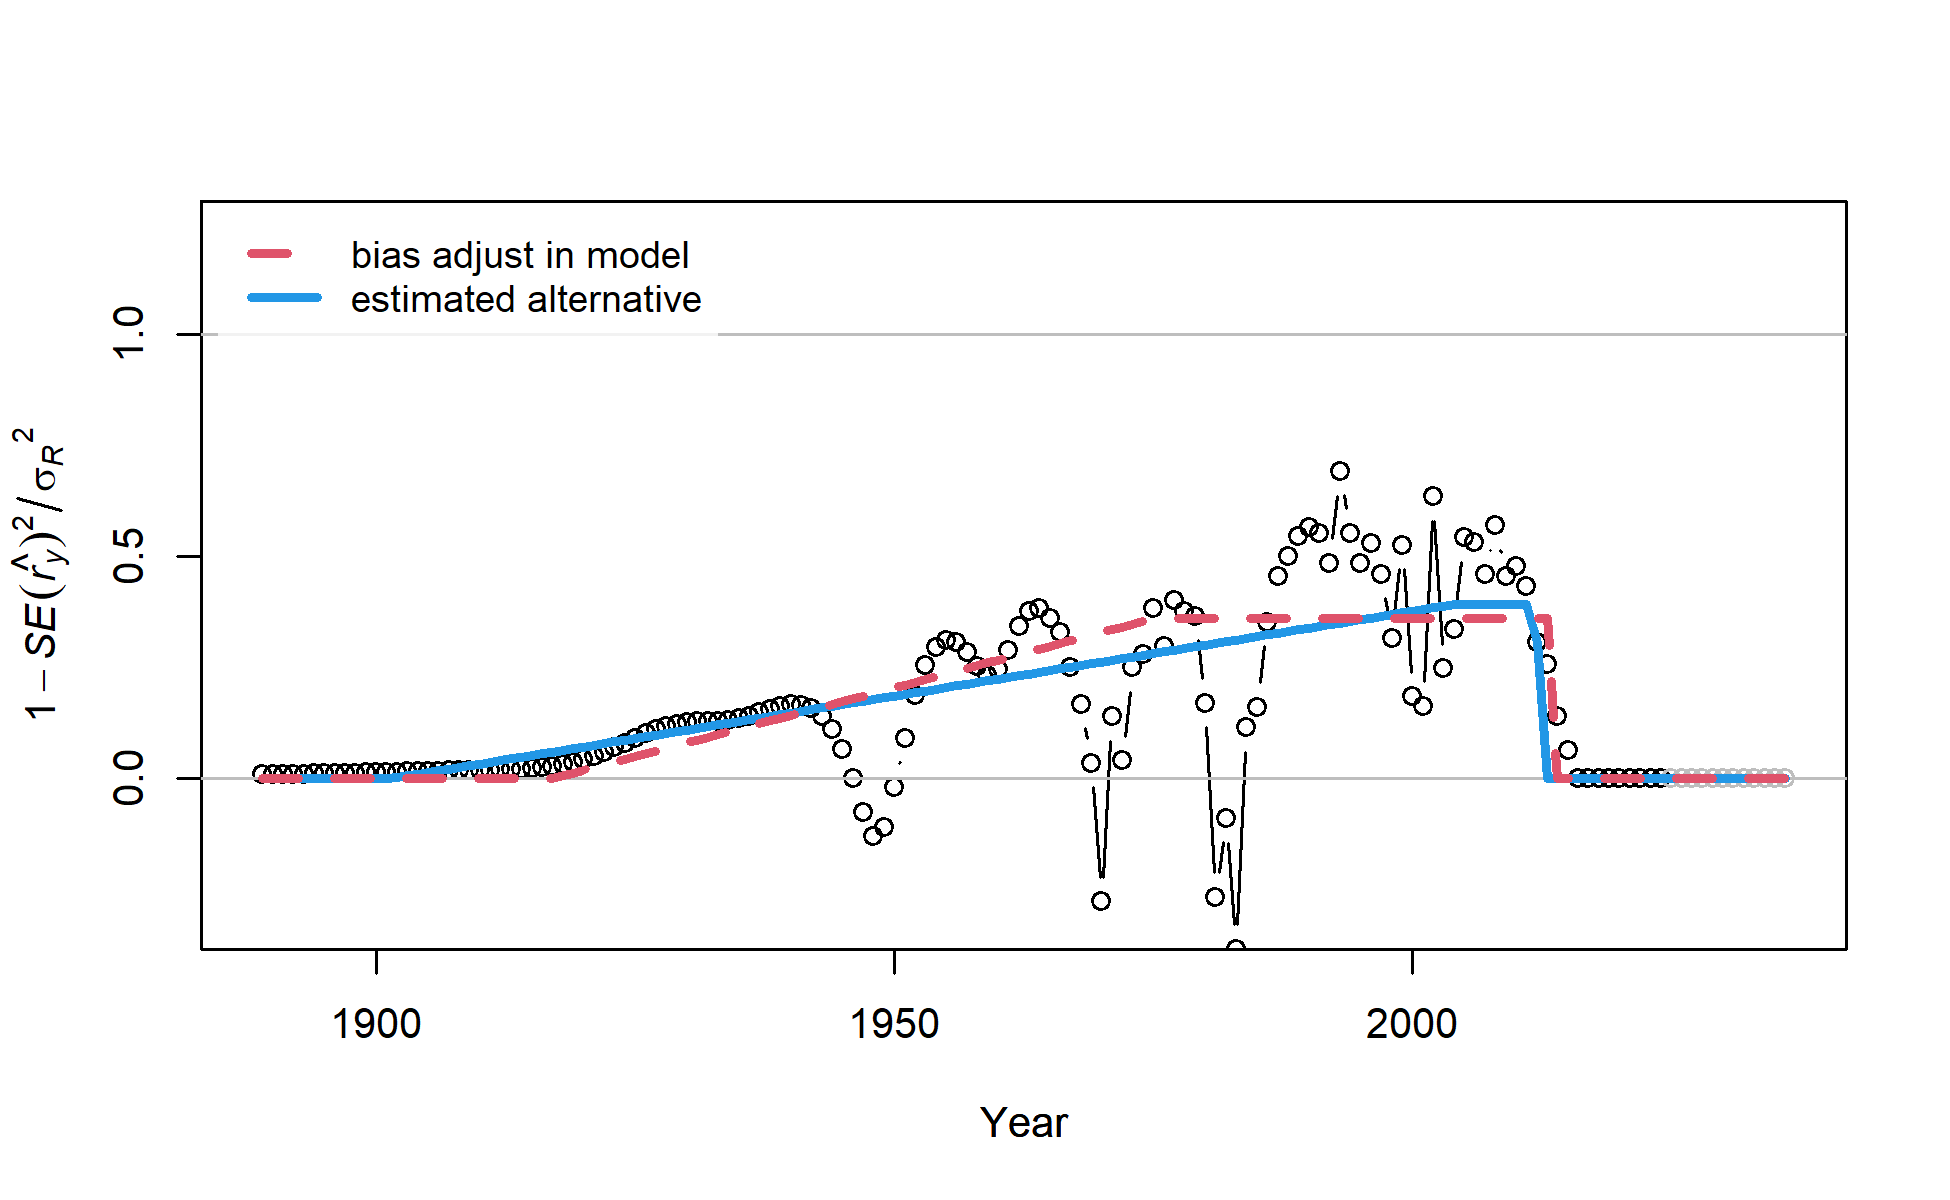 bias adjust in model
estimated alternative
1.0
0.5
0.0
1 − SE(r̂y)² / σR²
1900 1950 2000
Year